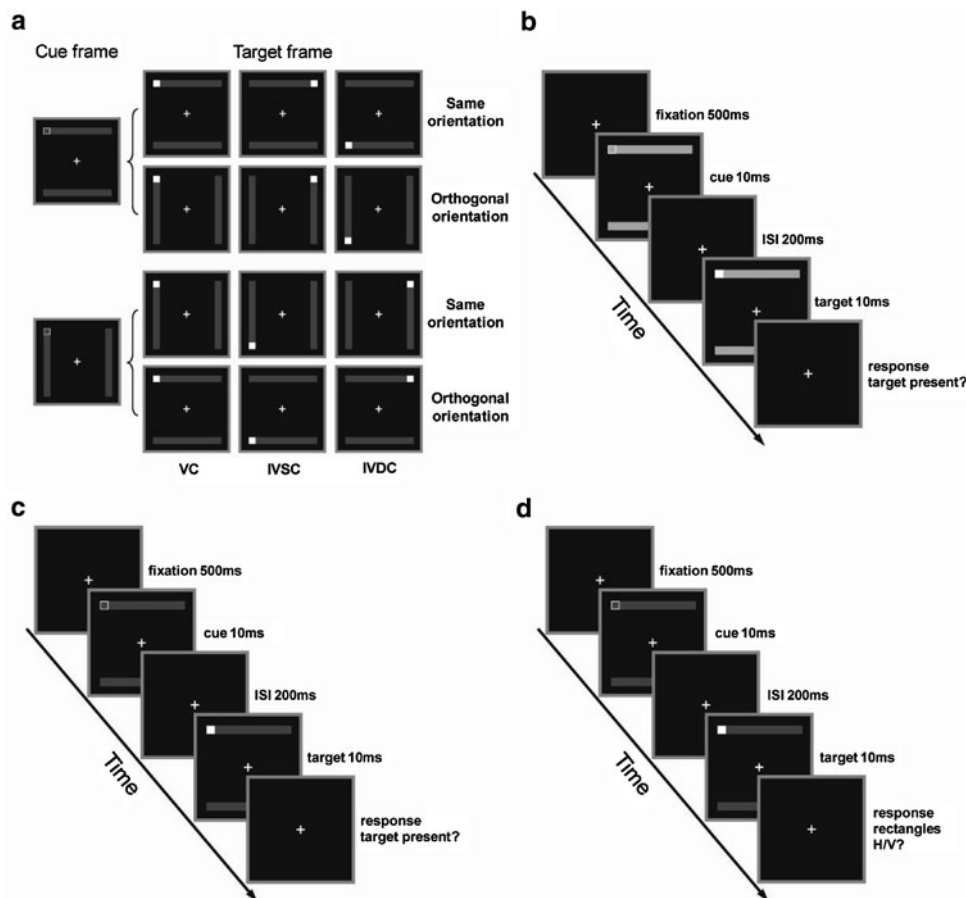 a
Cue frame
Target frame
Same
orientation
Orthogonal
orientation
Same
orientation
Orthogonal
orientation
VC
IVSC
IVDC
b
fixation 500ms
cue 10ms
ISI 200ms
target 10ms
response
target present?
Time
c
fixation 500ms
cue 10ms
ISI 200ms
target 10ms
response
target present?
Time
d
fixation 500ms
cue 10ms
ISI 200ms
target 10ms
response
rectangles
H/V?
Time